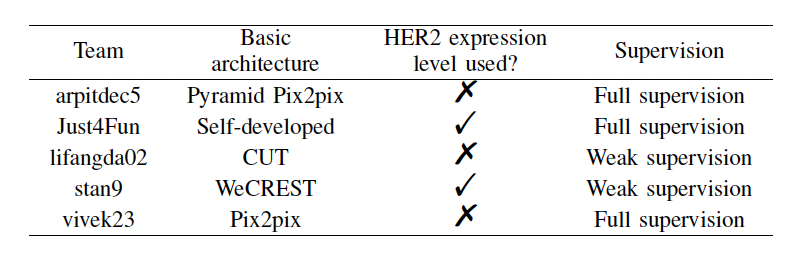 Team Basic architecture HER2 expression level used? Supervision
arpitdec5 Pyramid Pix2pix ✗ Full supervision
Just4Fun Self-developed ✓ Full supervision
lifangda02 CUT ✗ Weak supervision
stan9 WeCREST ✓ Weak supervision
vivek23 Pix2pix ✗ Full supervision